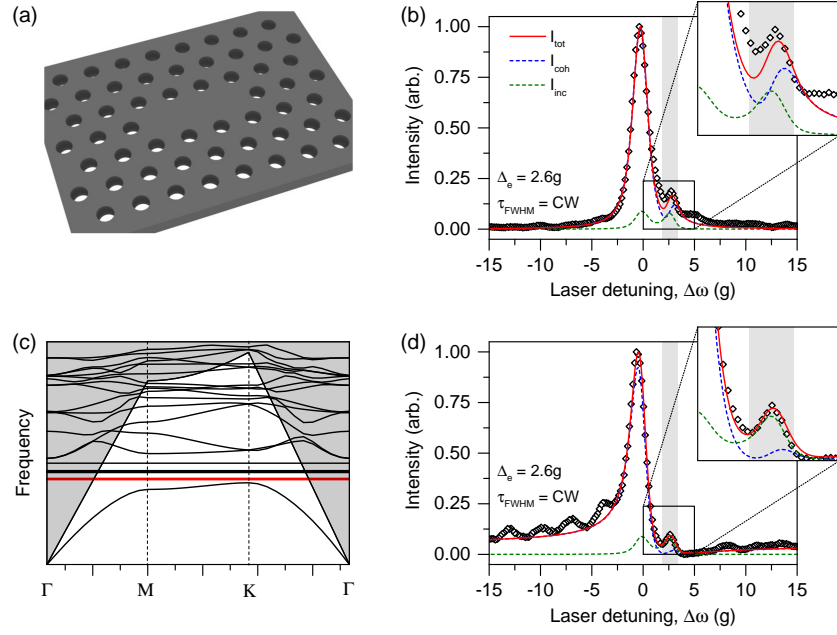 (a)
(b)
I_tot
I_coh
I_inc
Intensity (arb.)
1.00
0.75
0.50
0.25
0.00
Δ_e = 2.6g
τ_FWHM = CW
-15 -10 -5 0 5 10 15
Laser detuning, Δω (g)
(c)
Frequency
Γ M K Γ
(d)
Intensity (arb.)
1.00
0.75
0.50
0.25
0.00
Δ_e = 2.6g
τ_FWHM = CW
-15 -10 -5 0 5 10 15
Laser detuning, Δω (g)